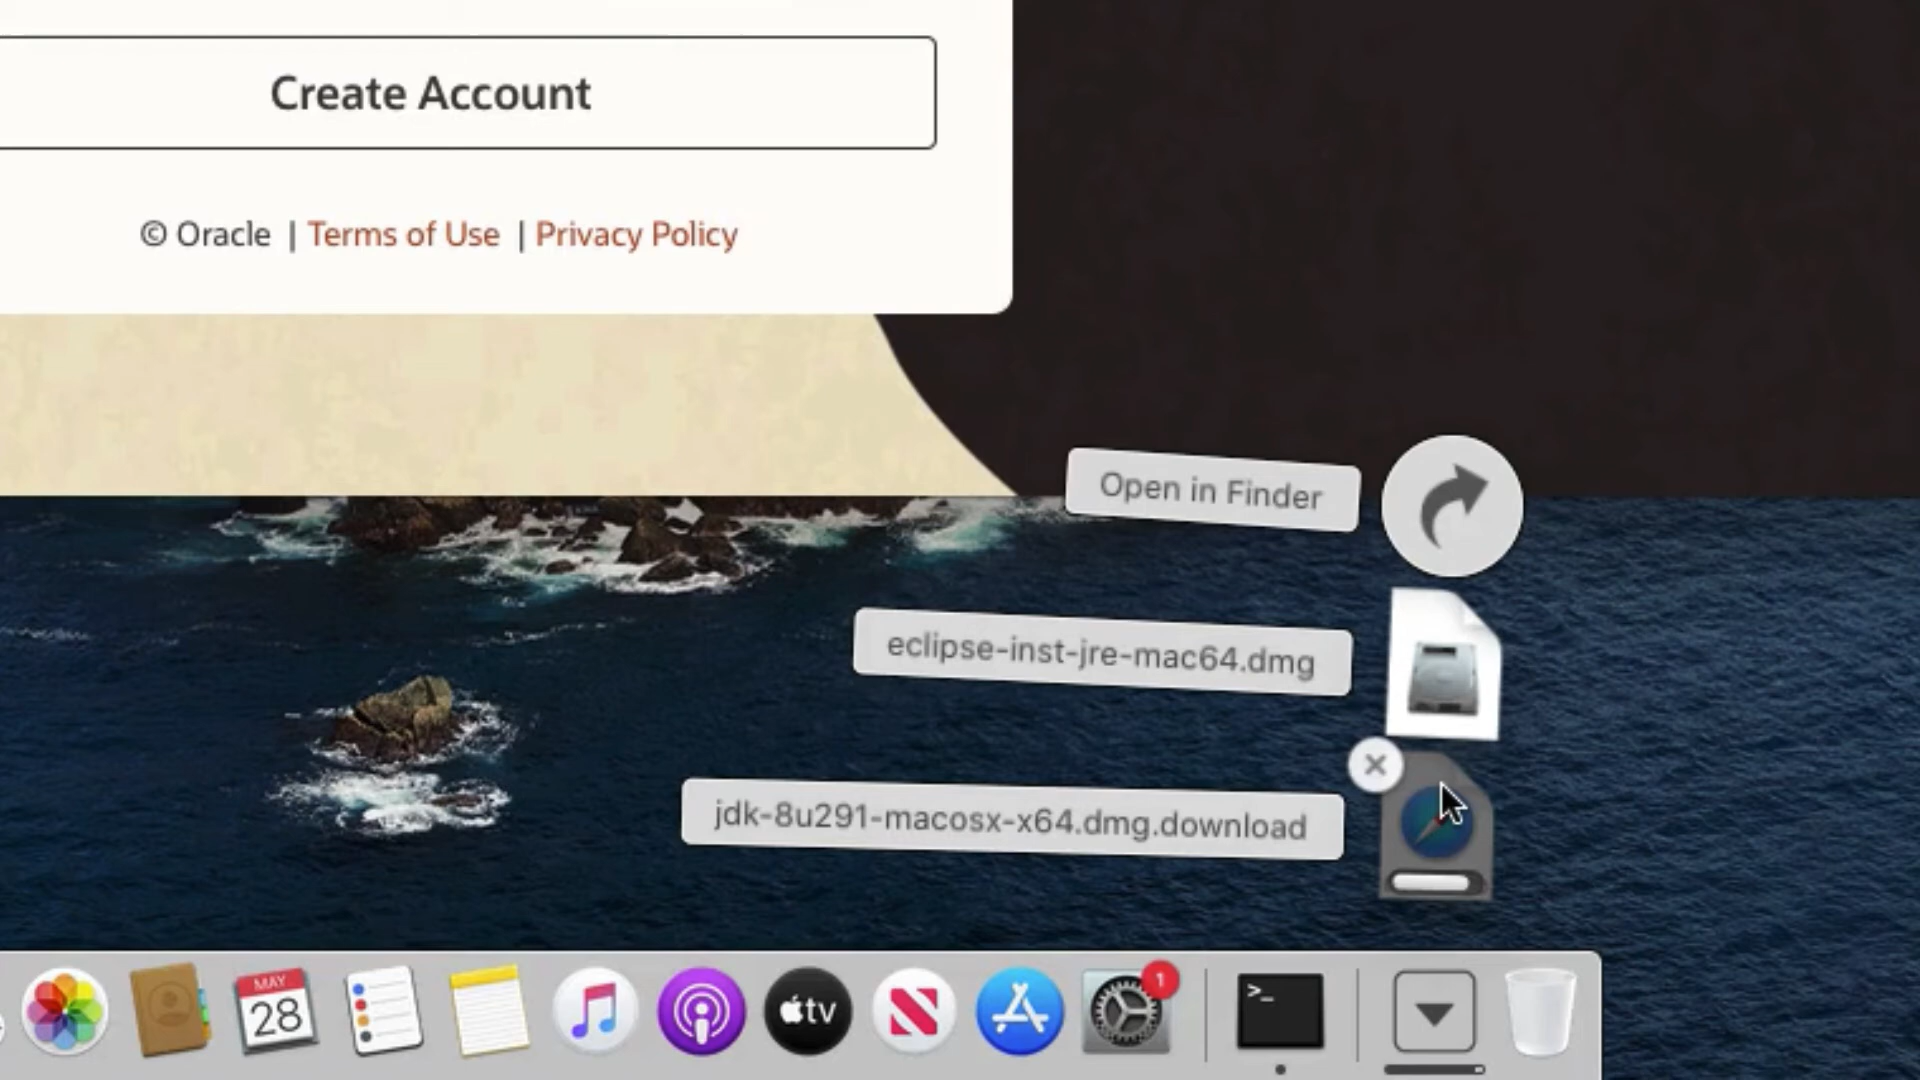 Create Account
© Oracle | Terms of Use | Privacy Policy
Open in Finder
eclipse-inst-jre-mac64.dmg
jdk-8u291-macosx-x64.dmg.download
MAY
28
tv
1
>_